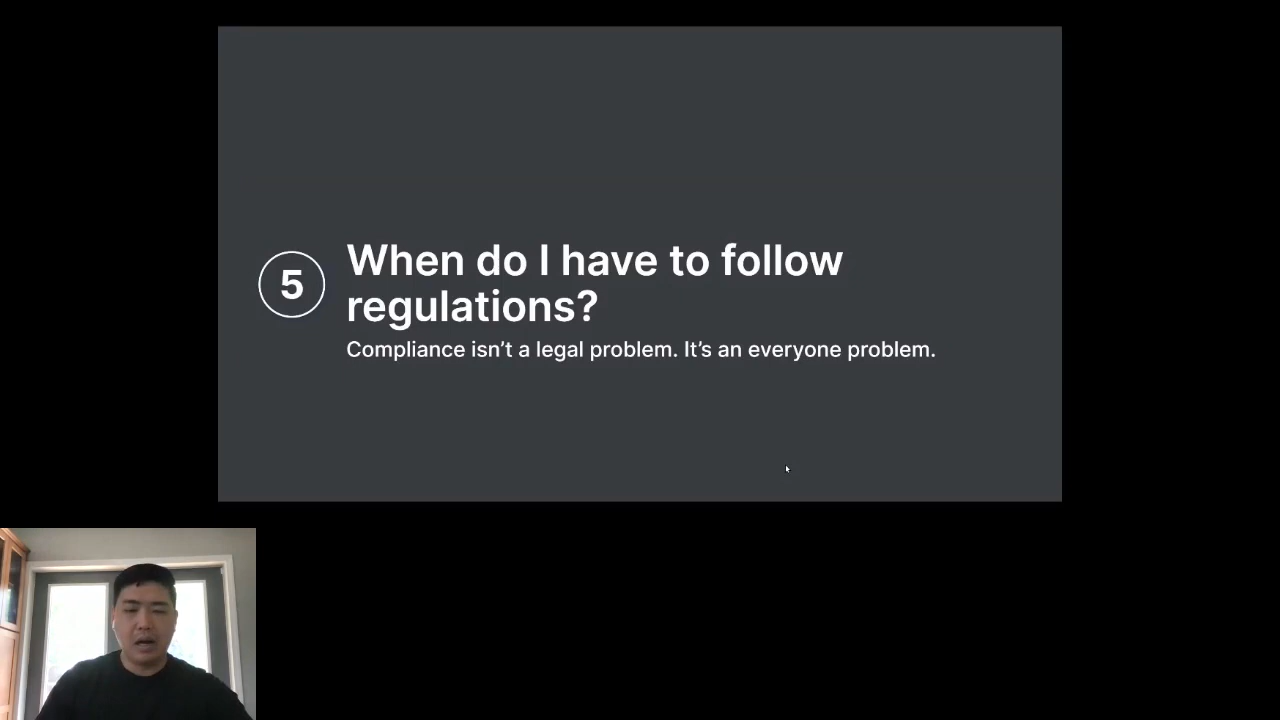 5
When do I have to follow
regulations?
Compliance isn’t a legal problem. It’s an everyone problem.